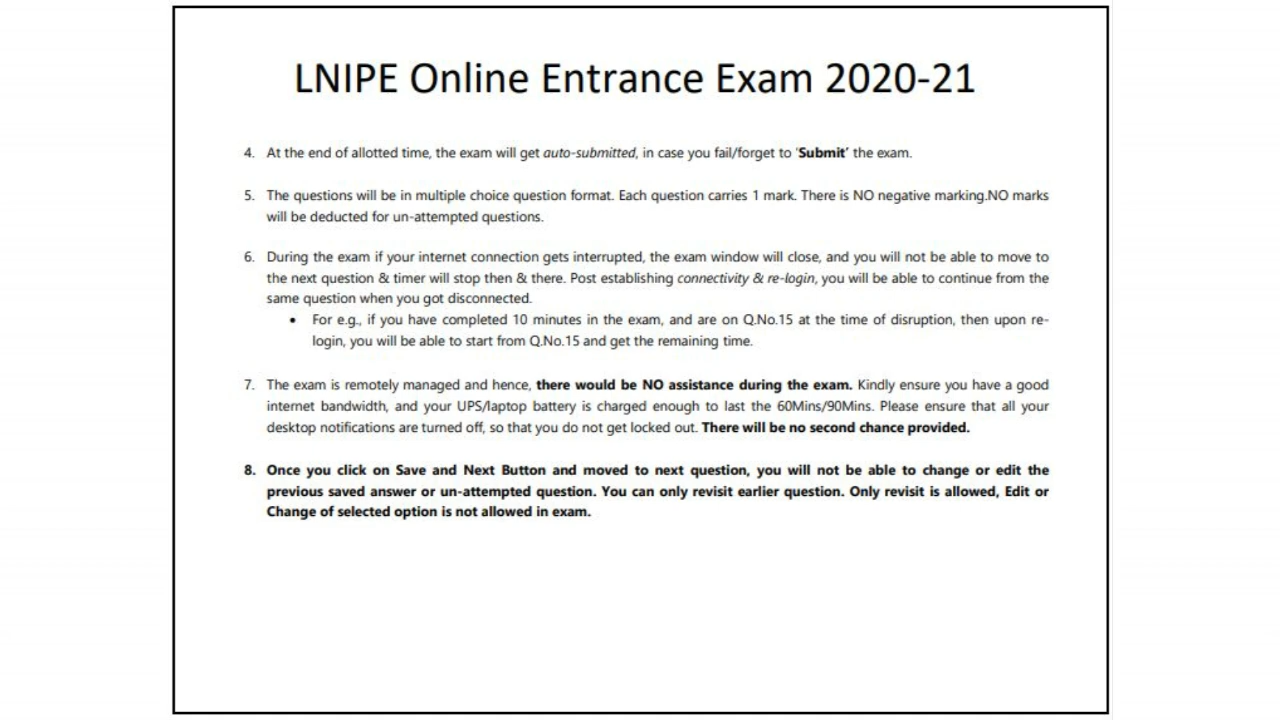 LNIPE Online Entrance Exam 2020-21
4. At the end of allotted time, the exam will get auto-submitted, in case you fail/forget to 'Submit' the exam.
5. The questions will be in multiple choice question format. Each question carries 1 mark. There is NO negative marking.NO marks
will be deducted for un-attempted questions.
6. During the exam if your internet connection gets interrupted, the exam window will close, and you will not be able to move to
the next question & timer will stop then & there. Post establishing connectivity & re-login, you will be able to continue from the
same question when you got disconnected.
• For e.g., if you have completed 10 minutes in the exam, and are on Q.No.15 at the time of disruption, then upon re-
login, you will be able to start from Q.No.15 and get the remaining time.
7. The exam is remotely managed and hence, there would be NO assistance during the exam. Kindly ensure you have a good
internet bandwidth, and your UPS/laptop battery is charged enough to last the 60Mins/90Mins. Please ensure that all your
desktop notifications are turned off, so that you do not get locked out. There will be no second chance provided.
8. Once you click on Save and Next Button and moved to next question, you will not be able to change or edit the
previous saved answer or un-attempted question. You can only revisit earlier question. Only revisit is allowed, Edit or
Change of selected option is not allowed in exam.